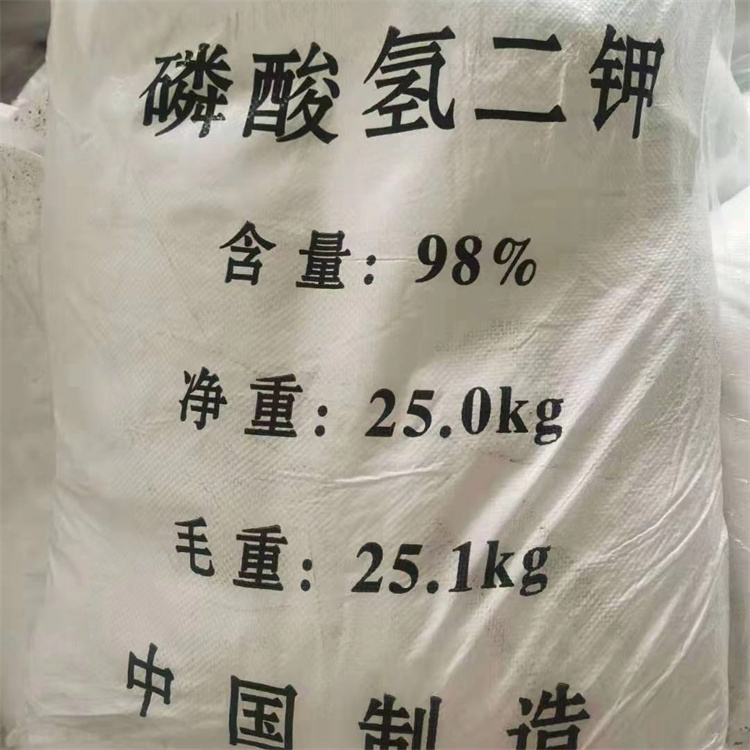 磷酸氢二钾
含量：98%
净重：25.0kg
毛重：25.1kg
中国制造